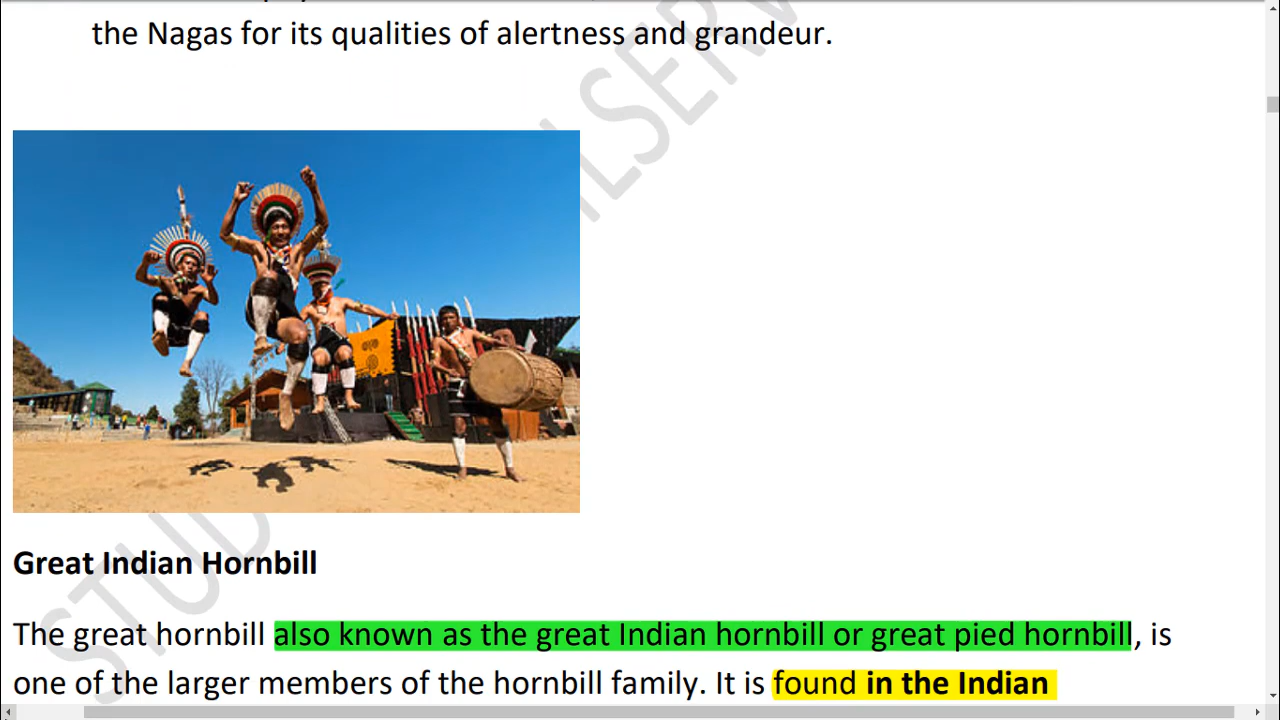 the Nagas for its qualities of alertness and grandeur.
Great Indian Hornbill
The great hornbill also known as the great Indian hornbill or great pied hornbill, is
one of the larger members of the hornbill family. It is found in the Indian